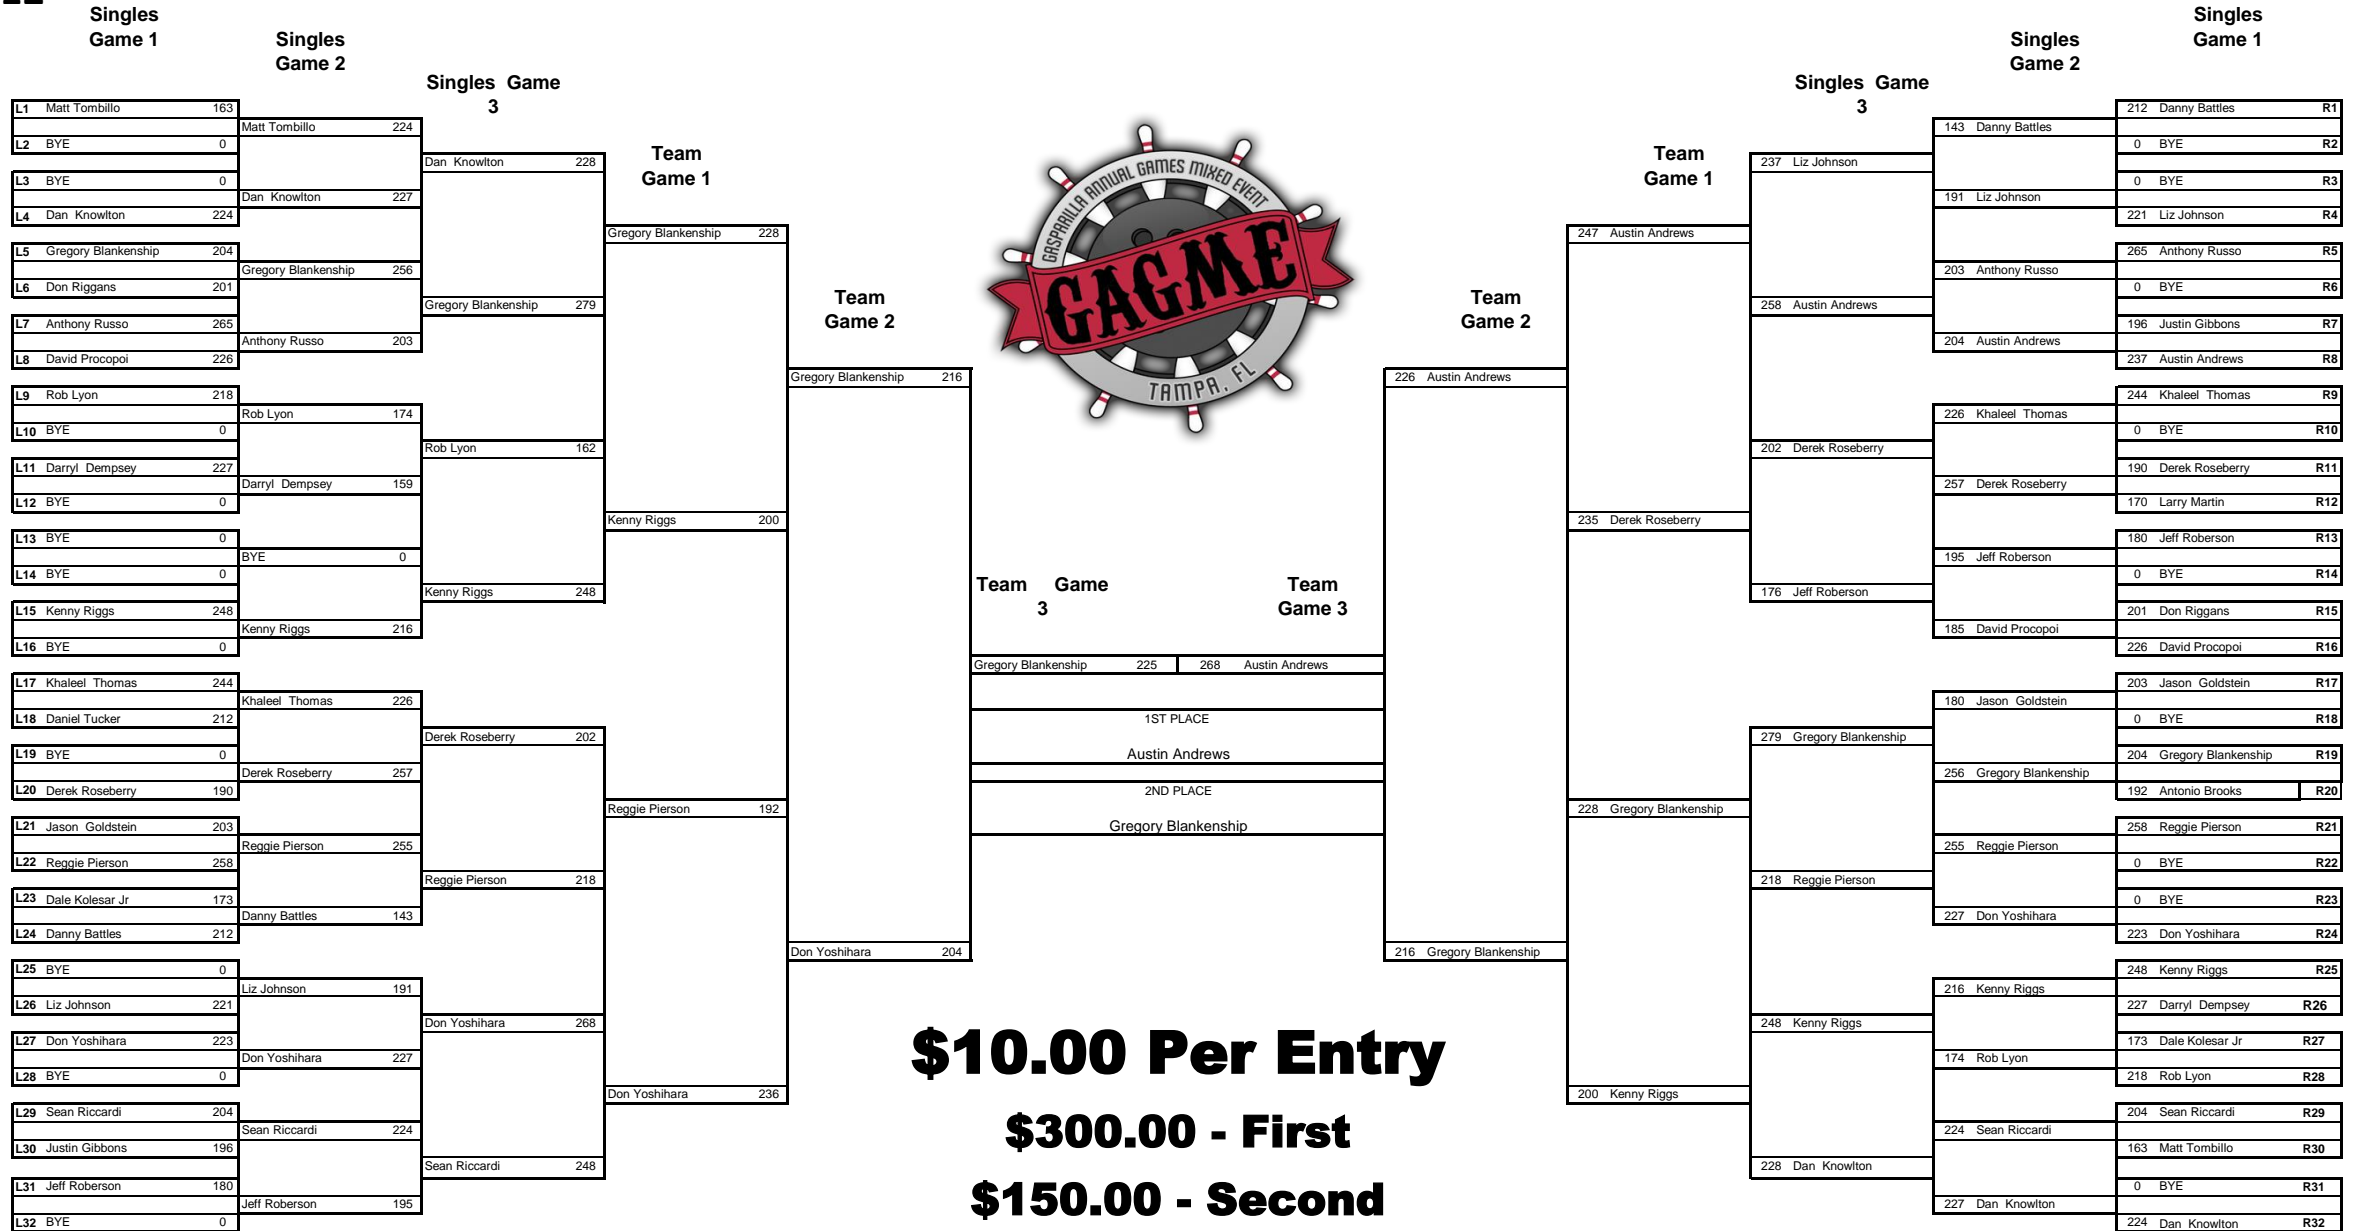 Singles
Game 1
Singles
Game 2
Singles Game
3
Team
Game 1
Team
Game 2
L1 Matt Tombillo 163
L2 BYE 0
L3 BYE 0
L4 Dan Knowlton 224
L5 Gregory Blankenship 204
L6 Don Riggans 201
L7 Anthony Russo 265
L8 David Procopoi 226
L9 Rob Lyon 218
L10 BYE 0
L11 Darryl Dempsey 227
L12 BYE 0
L13 BYE 0
L14 BYE 0
L15 Kenny Riggs 248
L16 BYE 0
L17 Khaleel Thomas 244
L18 Daniel Tucker 212
L19 BYE 0
L20 Derek Roseberry 190
L21 Jason Goldstein 203
L22 Reggie Pierson 258
L23 Dale Kolesar Jr 173
L24 Danny Battles 212
L25 BYE 0
L26 Liz Johnson 221
L27 Don Yoshihara 223
L28 BYE 0
L29 Sean Riccardi 204
L30 Justin Gibbons 196
L31 Jeff Roberson 180
L32 BYE 0
Matt Tombillo 224
Dan Knowlton 227
Gregory Blankenship 256
Anthony Russo 203
Rob Lyon 174
Darryl Dempsey 159
BYE 0
Kenny Riggs 216
Khaleel Thomas 226
Derek Roseberry 257
Reggie Pierson 255
Danny Battles 143
Liz Johnson 191
Don Yoshihara 227
Sean Riccardi 224
Jeff Roberson 195
Dan Knowlton 228
Gregory Blankenship 279
Rob Lyon 162
Kenny Riggs 248
Derek Roseberry 202
Reggie Pierson 218
Don Yoshihara 268
Sean Riccardi 248
Gregory Blankenship 228
Kenny Riggs 200
Reggie Pierson 192
Don Yoshihara 236
Gregory Blankenship 216
Don Yoshihara 204
GASPARILLA ANNUAL GAMES MIXED EVENT
GAGME
TAMPA, FL
Team Game
3
Team
Game 3
Gregory Blankenship 225 268 Austin Andrews
1ST PLACE
Austin Andrews
2ND PLACE
Gregory Blankenship
$10.00 Per Entry
$300.00 - First
$150.00 - Second
Team
Game 2
Team
Game 1
Singles Game
3
Singles
Game 2
Singles
Game 1
226 Austin Andrews
216 Gregory Blankenship
247 Austin Andrews
235 Derek Roseberry
228 Gregory Blankenship
200 Kenny Riggs
237 Liz Johnson
258 Austin Andrews
202 Derek Roseberry
176 Jeff Roberson
279 Gregory Blankenship
218 Reggie Pierson
248 Kenny Riggs
228 Dan Knowlton
143 Danny Battles
191 Liz Johnson
203 Anthony Russo
204 Austin Andrews
226 Khaleel Thomas
257 Derek Roseberry
195 Jeff Roberson
185 David Procopoi
180 Jason Goldstein
256 Gregory Blankenship
255 Reggie Pierson
227 Don Yoshihara
216 Kenny Riggs
174 Rob Lyon
224 Sean Riccardi
227 Dan Knowlton
212 Danny Battles R1
0 BYE R2
0 BYE R3
221 Liz Johnson R4
265 Anthony Russo R5
0 BYE R6
196 Justin Gibbons R7
237 Austin Andrews R8
244 Khaleel Thomas R9
0 BYE R10
190 Derek Roseberry R11
170 Larry Martin R12
180 Jeff Roberson R13
0 BYE R14
201 Don Riggans R15
226 David Procopoi R16
203 Jason Goldstein R17
0 BYE R18
204 Gregory Blankenship R19
192 Antonio Brooks R20
258 Reggie Pierson R21
0 BYE R22
0 BYE R23
223 Don Yoshihara R24
248 Kenny Riggs R25
227 Darryl Dempsey R26
173 Dale Kolesar Jr R27
218 Rob Lyon R28
204 Sean Riccardi R29
163 Matt Tombillo R30
0 BYE R31
224 Dan Knowlton R32